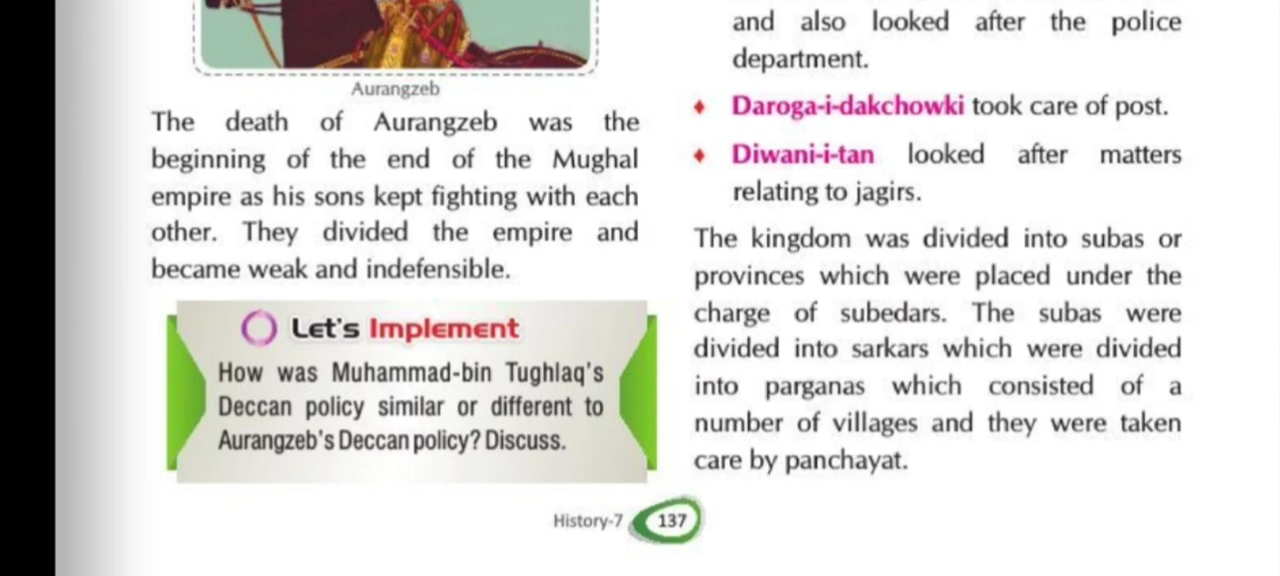 Aurangzeb
The death of Aurangzeb was the
beginning of the end of the Mughal
empire as his sons kept fighting with each
other. They divided the empire and
became weak and indefensible.
Let's Implement
How was Muhammad-bin Tughlaq's
Deccan policy similar or different to
Aurangzeb's Deccan policy? Discuss.
and also looked after the police
department.
♦ Daroga-i-dakchowki took care of post.
♦ Diwani-i-tan looked after matters
relating to jagirs.
The kingdom was divided into subas or
provinces which were placed under the
charge of subedars. The subas were
divided into sarkars which were divided
into parganas which consisted of a
number of villages and they were taken
care by panchayat.
History-7 137